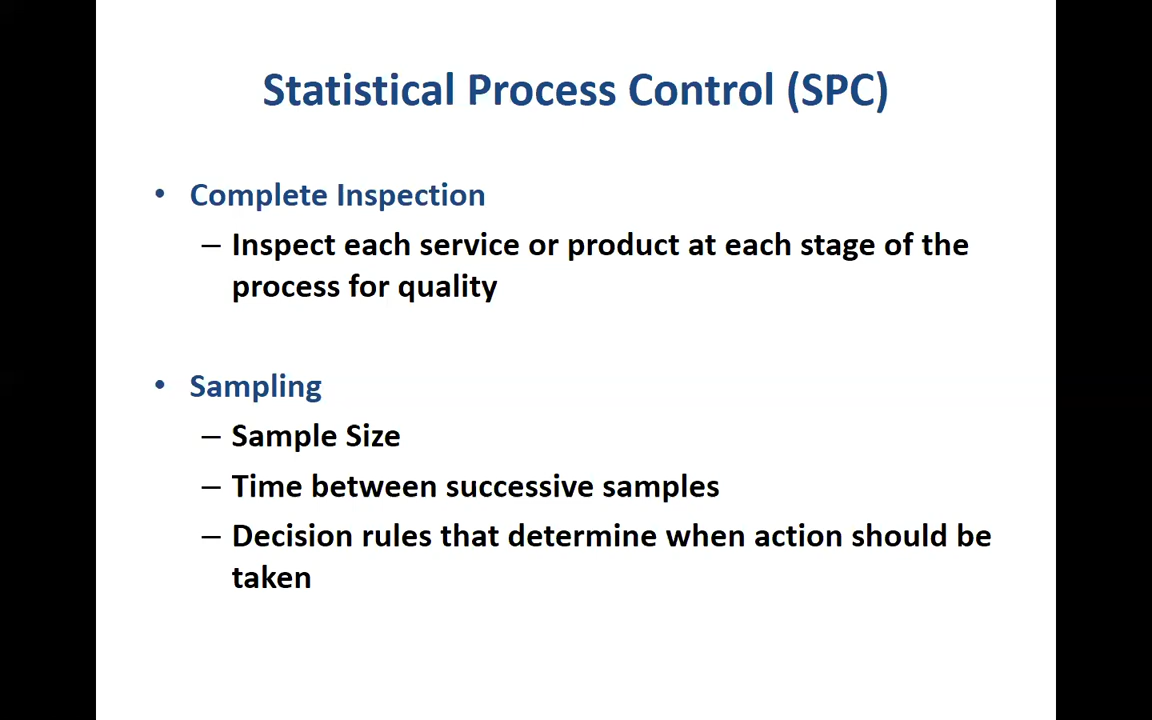 Statistical Process Control (SPC)
• Complete Inspection
– Inspect each service or product at each stage of the
process for quality
• Sampling
– Sample Size
– Time between successive samples
– Decision rules that determine when action should be
taken